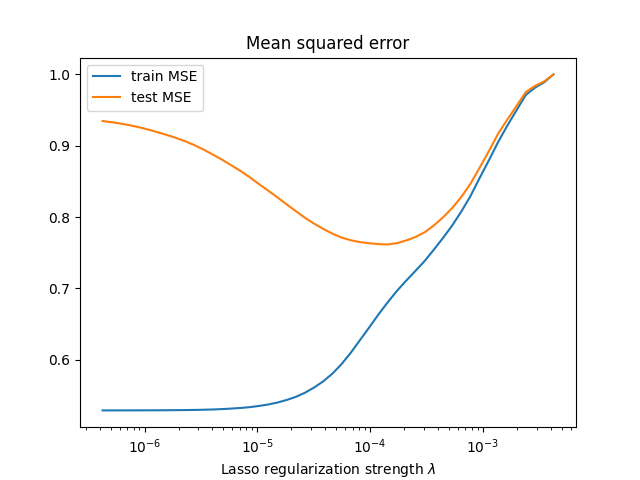 Mean squared error
train MSE
test MSE
1.0
0.9
0.8
0.7
0.6
10⁻⁶ 10⁻⁵ 10⁻⁴ 10⁻³
Lasso regularization strength λ